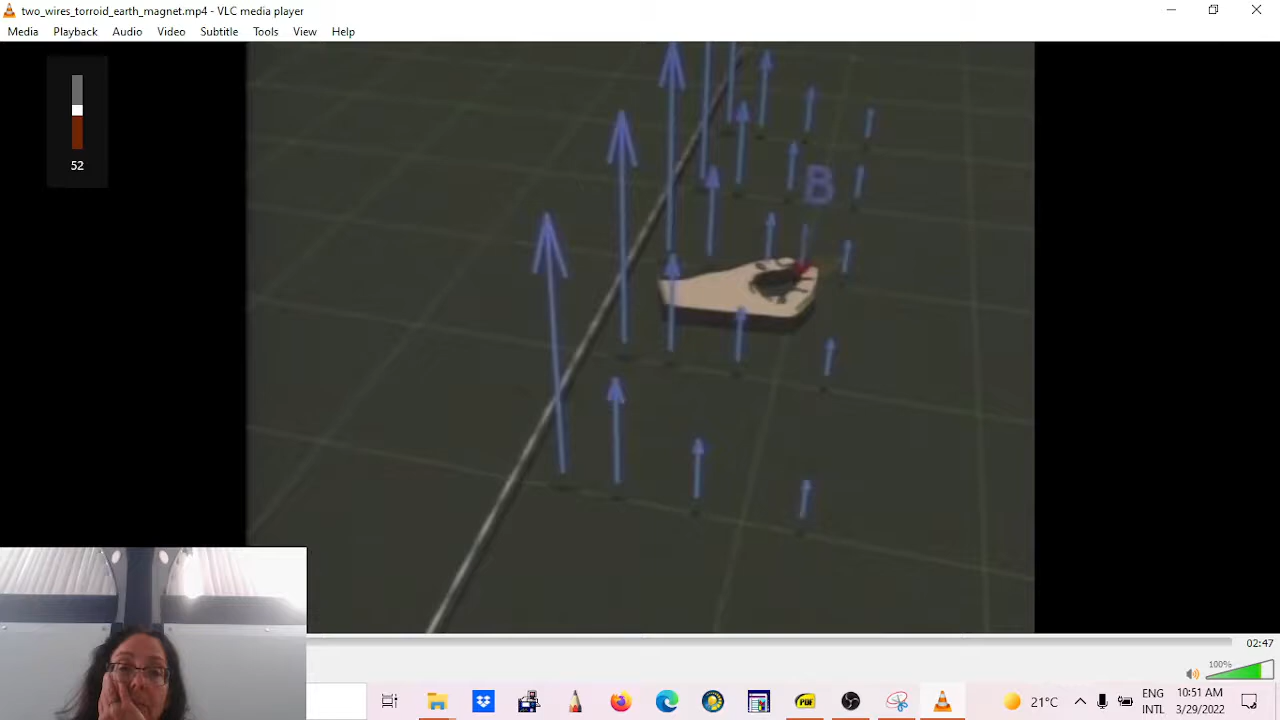 two_wires_torroid_earth_magnet.mp4 - VLC media player
Media Playback Audio Video Subtitle Tools View Help
52
B
02:47
100%
PDF
21°C
ENG
INTL
10:51 AM
3/29/2022